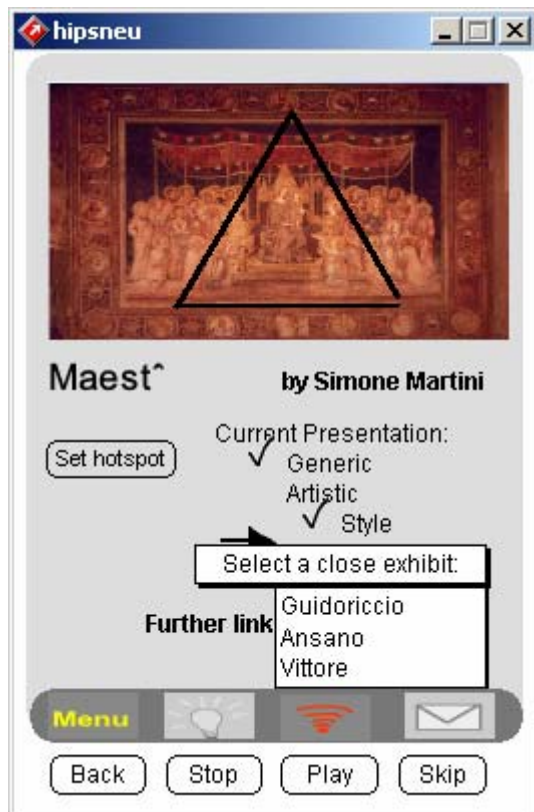 hipsneu
Maest^
by Simone Martini
Set hotspot
Current Presentation:
Generic
Artistic
Style
Select a close exhibit:
Further link
Guidoriccio
Ansano
Vittore
Menu
Back
Stop
Play
Skip